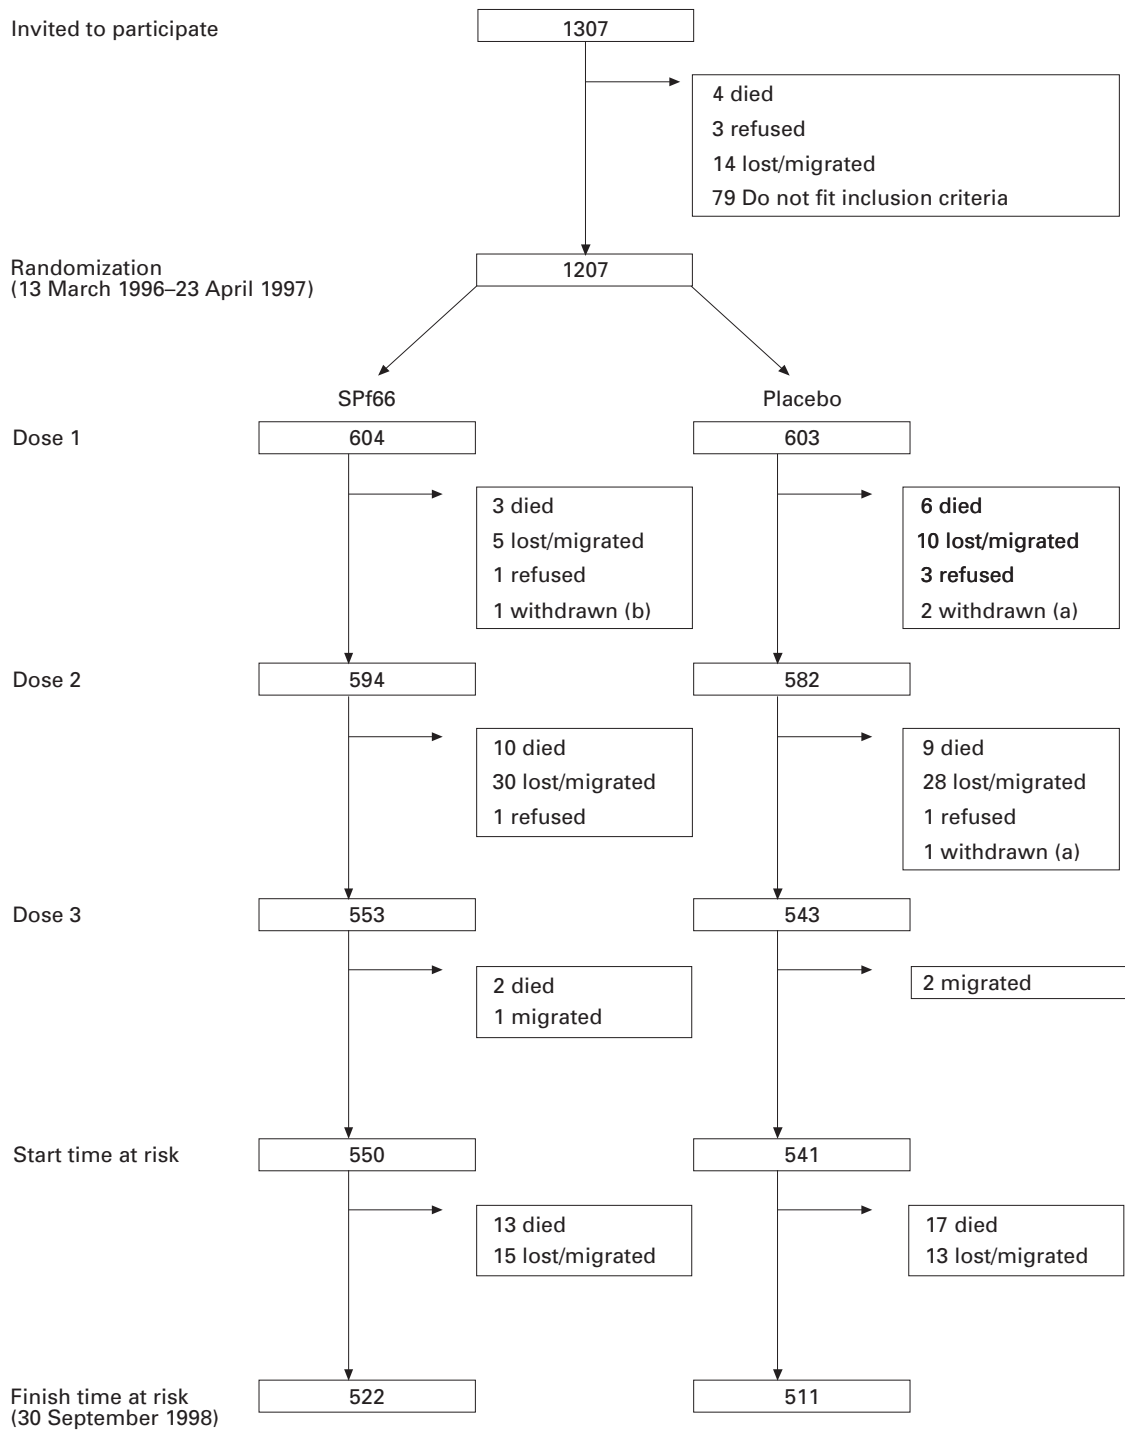 Invited to participate
1307
4 died
3 refused
14 lost/migrated
79 Do not fit inclusion criteria
Randomization
(13 March 1996–23 April 1997)
1207
SPf66
Placebo
Dose 1
604
603
3 died
5 lost/migrated
1 refused
1 withdrawn (b)
6 died
10 lost/migrated
3 refused
2 withdrawn (a)
Dose 2
594
582
10 died
30 lost/migrated
1 refused
9 died
28 lost/migrated
1 refused
1 withdrawn (a)
Dose 3
553
543
2 died
1 migrated
2 migrated
Start time at risk
550
541
13 died
15 lost/migrated
17 died
13 lost/migrated
Finish time at risk
(30 September 1998)
522
511